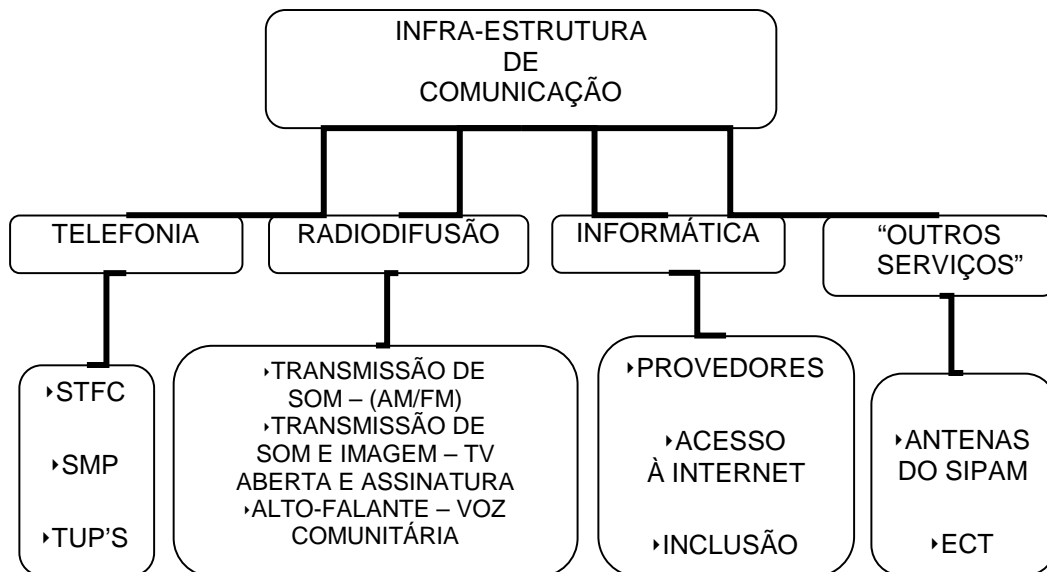 INFRA-ESTRUTURA
DE
COMUNICAÇÃO
TELEFONIA
RADIODIFUSÃO
INFORMÁTICA
“OUTROS
SERVIÇOS”
‣STFC
‣SMP
‣TUP’S
‣TRANSMISSÃO DE
SOM – (AM/FM)
‣TRANSMISSÃO DE
SOM E IMAGEM – TV
ABERTA E ASSINATURA
‣ALTO-FALANTE – VOZ
COMUNITÁRIA
‣PROVEDORES
‣ACESSO
À INTERNET
‣INCLUSÃO
‣ANTENAS
DO SIPAM
‣ECT